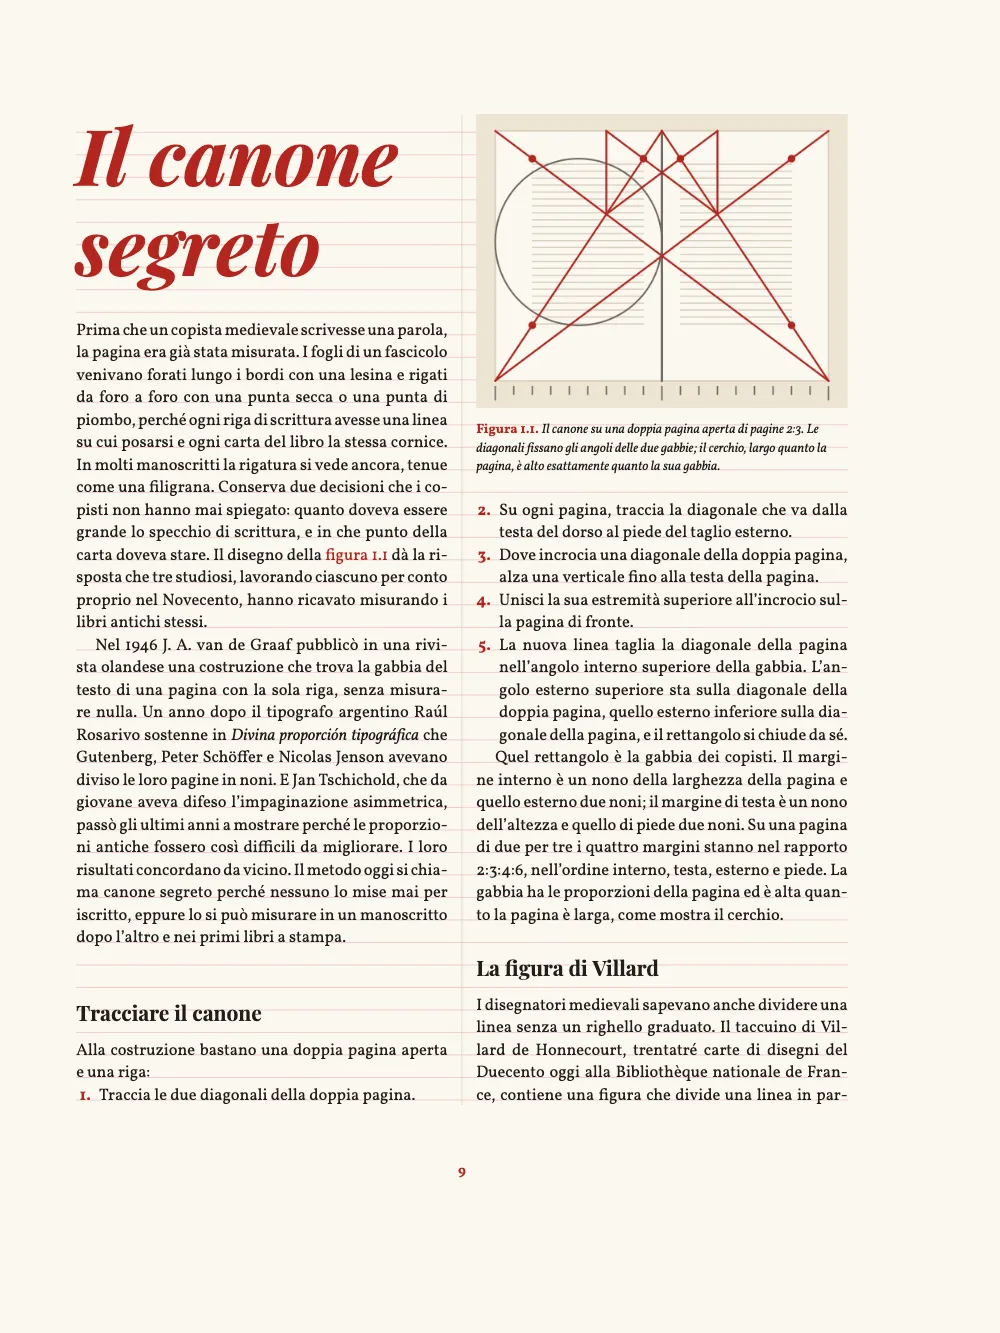 Il canone
segreto
Prima che un copista medievale scrivesse una parola,
la pagina era già stata misurata. I fogli di un fascicolo
venivano forati lungo i bordi con una lesina e rigati
da foro a foro con una punta secca o una punta di
piombo, perché ogni riga di scrittura avesse una linea
su cui posarsi e ogni carta del libro la stessa cornice.
In molti manoscritti la rigatura si vede ancora, tenue
come una filigrana. Conserva due decisioni che i co-
pisti non hanno mai spiegato: quanto doveva essere
grande lo specchio di scrittura, e in che punto della
carta doveva stare. Il disegno della figura 1.1 dà la ri-
sposta che tre studiosi, lavorando ciascuno per conto
proprio nel Novecento, hanno ricavato misurando i
libri antichi stessi.
Nel 1946 J. A. van de Graaf pubblicò in una rivi-
sta olandese una costruzione che trova la gabbia del
testo di una pagina con la sola riga, senza misura-
re nulla. Un anno dopo il tipografo argentino Raúl
Rosarivo sostenne in Divina proporción tipográfica che
Gutenberg, Peter Schöffer e Nicolas Jenson avevano
diviso le loro pagine in noni. E Jan Tschichold, che da
giovane aveva difeso l’impaginazione asimmetrica,
passò gli ultimi anni a mostrare perché le proporzio-
ni antiche fossero così difficili da migliorare. I loro
risultati concordano da vicino. Il metodo oggi si chia-
ma canone segreto perché nessuno lo mise mai per
iscritto, eppure lo si può misurare in un manoscritto
dopo l’altro e nei primi libri a stampa.
Tracciare il canone
Alla costruzione bastano una doppia pagina aperta
e una riga:
1. Traccia le due diagonali della doppia pagina.
Figura 1.1. Il canone su una doppia pagina aperta di pagine 2:3. Le
diagonali fissano gli angoli delle due gabbie; il cerchio, largo quanto la
pagina, è alto esattamente quanto la sua gabbia.
2. Su ogni pagina, traccia la diagonale che va dalla
testa del dorso al piede del taglio esterno.
3. Dove incrocia una diagonale della doppia pagina,
alza una verticale fino alla testa della pagina.
4. Unisci la sua estremità superiore all’incrocio sul-
la pagina di fronte.
5. La nuova linea taglia la diagonale della pagina
nell’angolo interno superiore della gabbia. L’an-
golo esterno superiore sta sulla diagonale della
doppia pagina, quello esterno inferiore sulla dia-
gonale della pagina, e il rettangolo si chiude da sé.
Quel rettangolo è la gabbia dei copisti. Il margi-
ne interno è un nono della larghezza della pagina e
quello esterno due noni; il margine di testa è un nono
dell’altezza e quello di piede due noni. Su una pagina
di due per tre i quattro margini stanno nel rapporto
2:3:4:6, nell’ordine interno, testa, esterno e piede. La
gabbia ha le proporzioni della pagina ed è alta quan-
to la pagina è larga, come mostra il cerchio.
La figura di Villard
I disegnatori medievali sapevano anche dividere una
linea senza un righello graduato. Il taccuino di Vil-
lard de Honnecourt, trentatré carte di disegni del
Duecento oggi alla Bibliothèque nationale de Fran-
ce, contiene una figura che divide una linea in par-
9